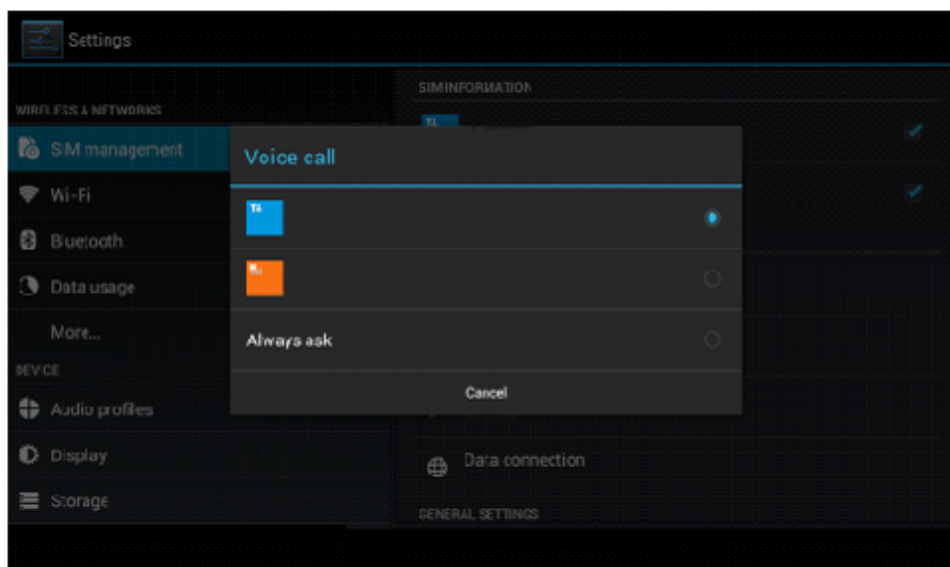 Settings
WIRELESS & NETWORKS
SIM management
Wi-Fi
Bluetooth
Data usage
More...
DEVICE
Audio profiles
Display
Storage
SIM INFORMATION
Voice call
Always ask
Cancel
Data connection
GENERAL SETTINGS